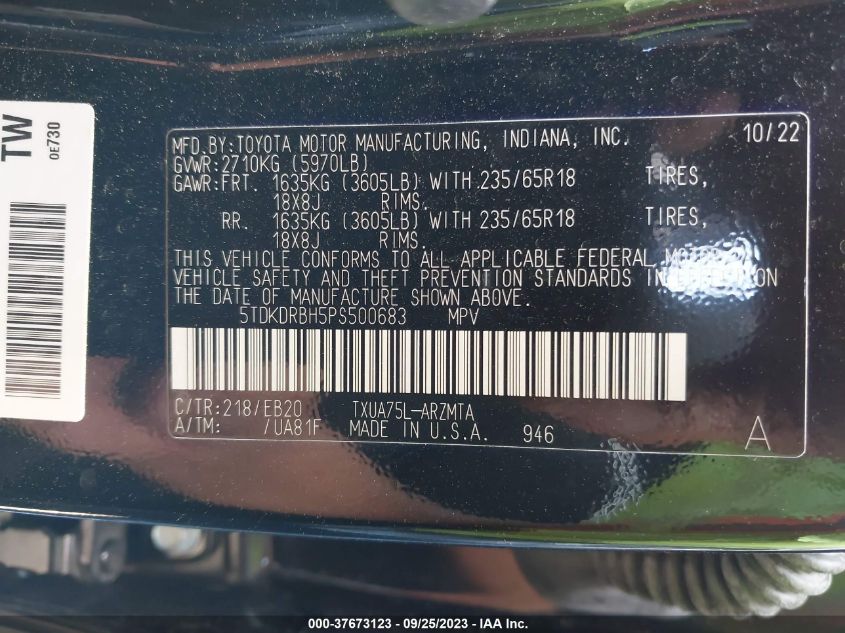 TW
0E730
MFD.BY:TOYOTA MOTOR MANUFACTURING, INDIANA, INC. 10/22
GVWR:2710KG (5970LB)
GAWR:FRT. 1635KG (3605LB) WITH 235/65R18 TIRES,
18X8J RIMS.
RR. 1635KG (3605LB) WITH 235/65R18 TIRES,
18X8J RIMS.
THIS VEHICLE CONFORMS TO ALL APPLICABLE FEDERAL MOTOR
VEHICLE SAFETY AND THEFT PREVENTION STANDARDS IN EFFECT ON
THE DATE OF MANUFACTURE SHOWN ABOVE.
5TDKDRBH5PS500683 MPV
C/TR:218/EB20 TXUA75L-ARZMTA
A/TM: /UA81F MADE IN U.S.A. 946 A
000-37673123 - 09/25/2023 - IAA Inc.